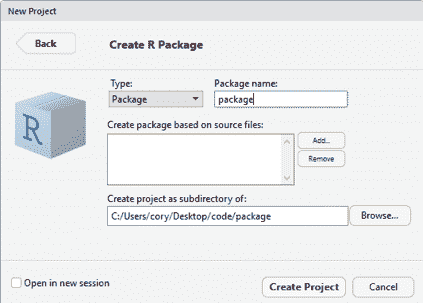 New Project
Back
Create R Package
Type:
Package name:
Package
package
R
Create package based on source files:
Add...
Remove
Create project as subdirectory of:
C:/Users/cory/Desktop/code/package
Browse...
Open in new session
Create Project
Cancel